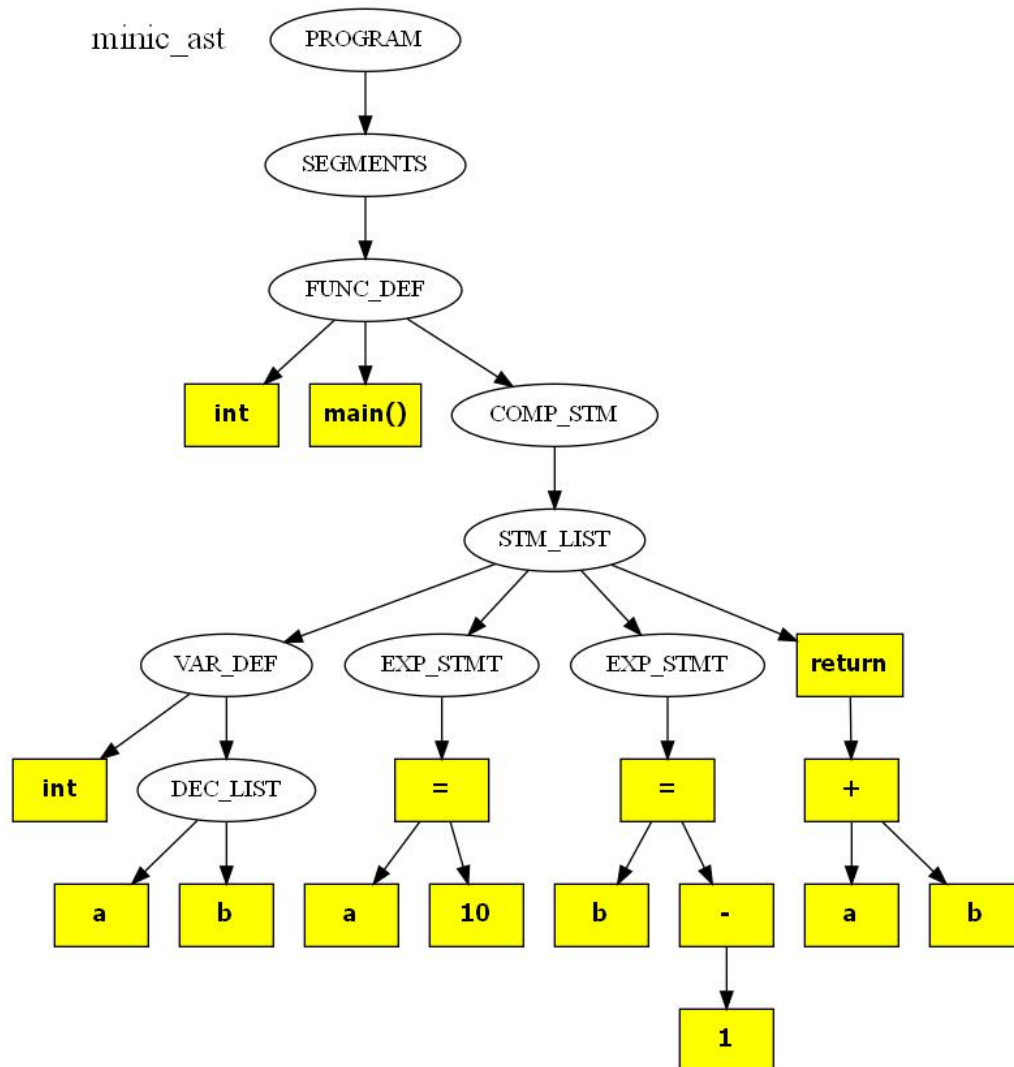 minic_ast
PROGRAM
SEGMENTS
FUNC_DEF
int
main()
COMP_STM
STM_LIST
VAR_DEF
EXP_STMT
EXP_STMT
return
int
DEC_LIST
=
=
+
a
b
a
10
b
-
a
b
1